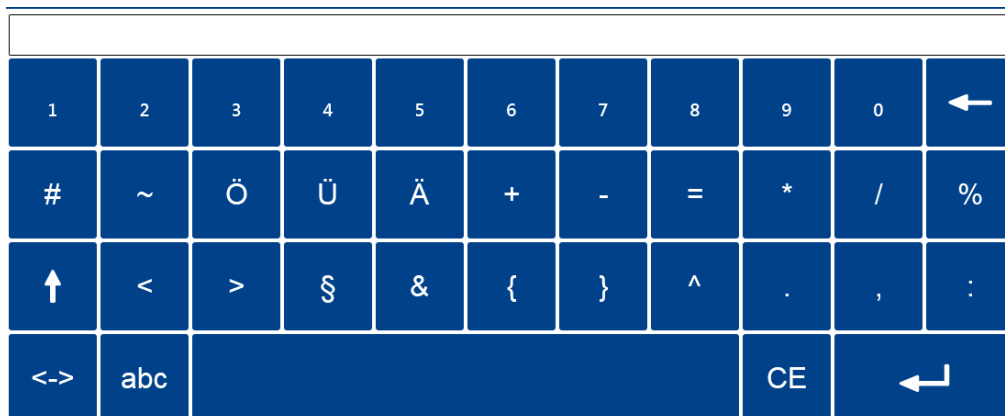 1 2 3 4 5 6 7 8 9 0 ←
# ~ Ö Ü Ä + - = * / %
↑ < > § & { } ^ . , :
<-> abc CE ↵